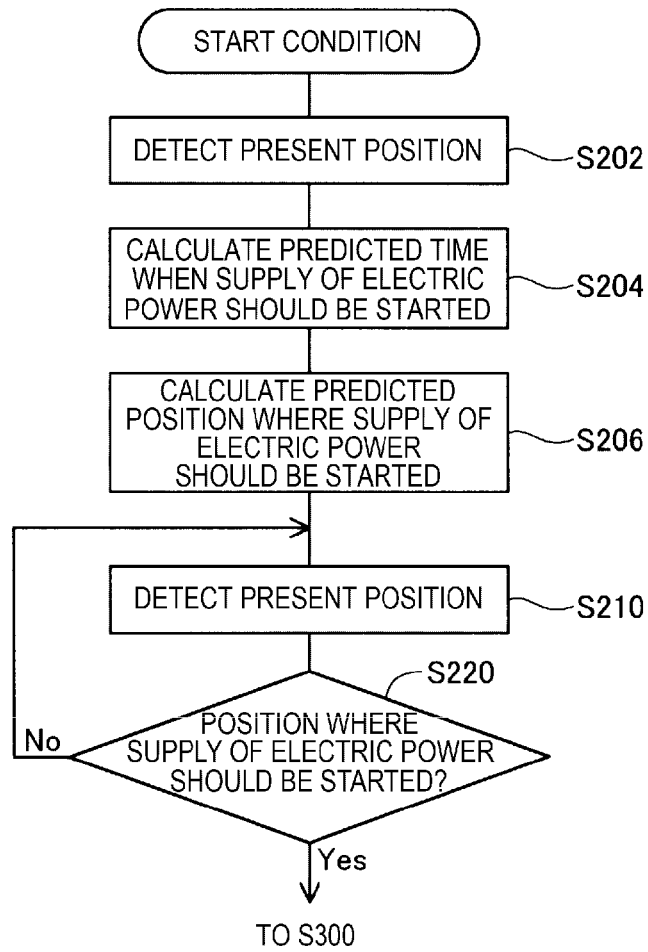 START CONDITION
DETECT PRESENT POSITION
S202
CALCULATE PREDICTED TIME
WHEN SUPPLY OF ELECTRIC
POWER SHOULD BE STARTED
S204
CALCULATE PREDICTED
POSITION WHERE SUPPLY OF
ELECTRIC POWER
SHOULD BE STARTED
S206
DETECT PRESENT POSITION
S210
S220
POSITION WHERE
SUPPLY OF ELECTRIC POWER
SHOULD BE STARTED?
No
Yes
TO S300